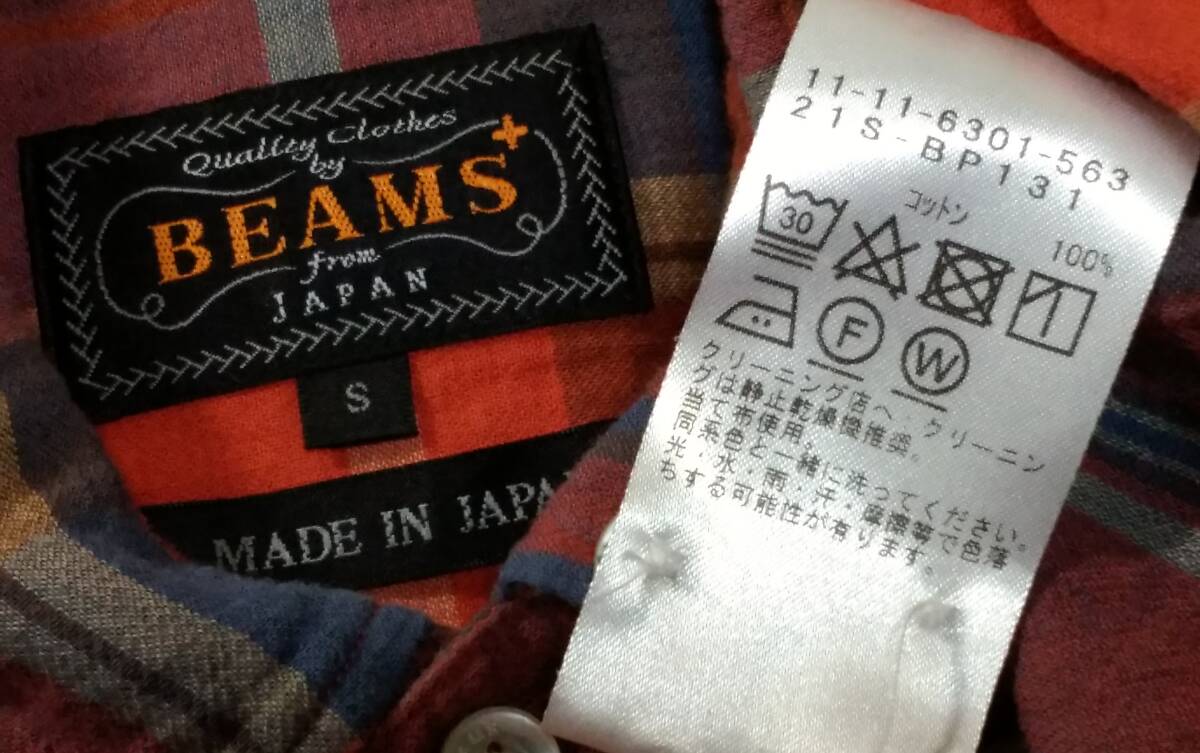 Quality Clothes
by
BEAMS+
from
JAPAN
S
MADE IN JAPA
11-11-6301-563
21S-BP131
コットン
100%
30
F
W
クリーニング店へ・クリーニン
グは静止乾燥機推奨。
当て布使用。
同系色と一緒に洗ってください。
光・水・雨・汗・摩擦等で色落
ちする可能性が有ります。